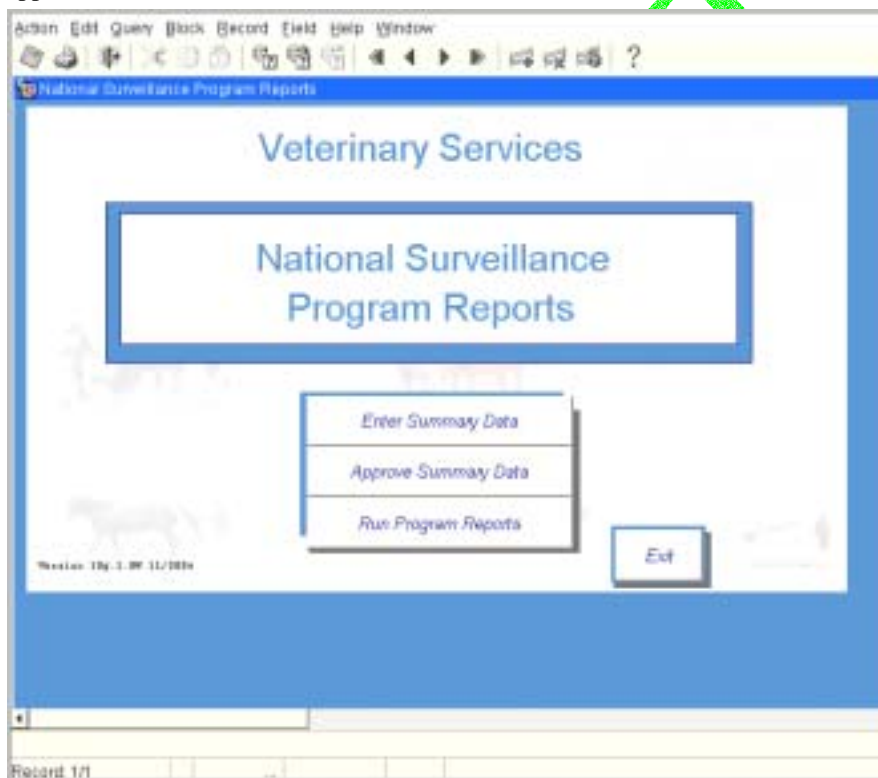 Action Edit Query Block Record Field Help Window
?
National Surveillance Program Reports
Veterinary Services
National Surveillance
Program Reports
Enter Summary Data
Approve Summary Data
Run Program Reports
Exit
Record: 1/1